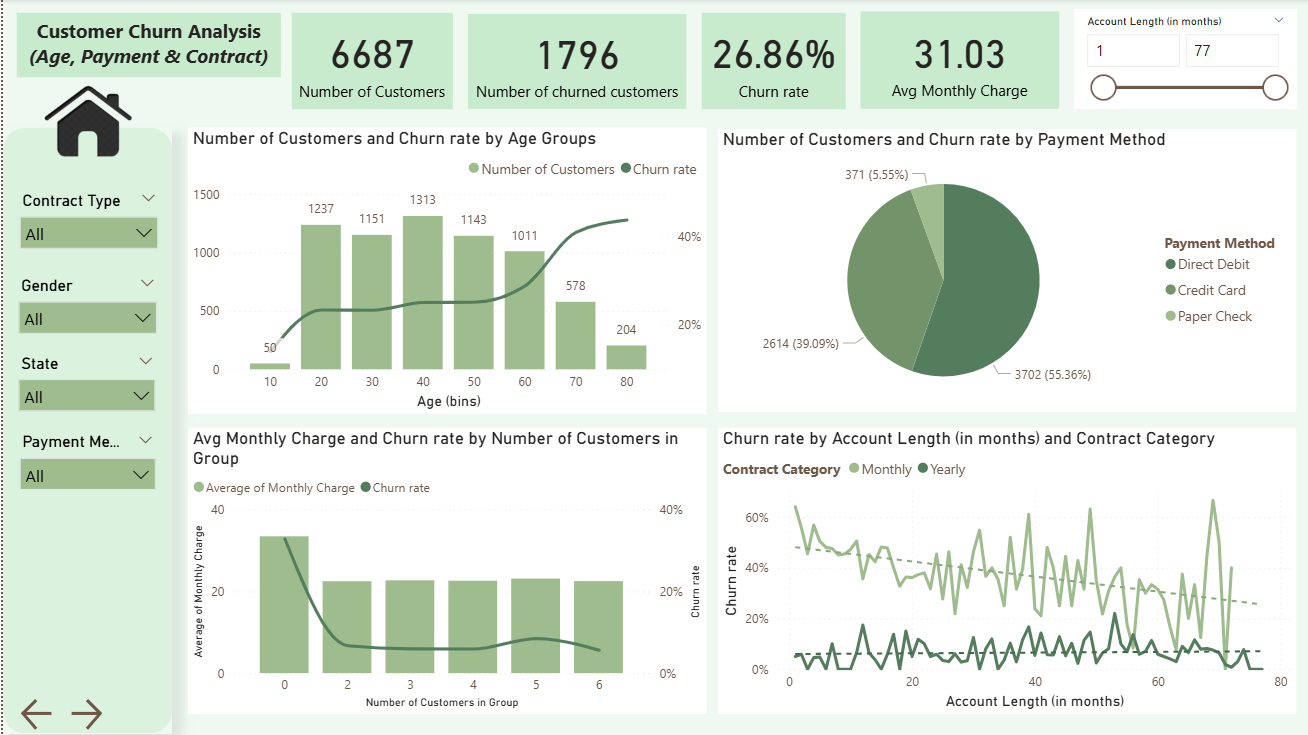 Customer Churn Analysis
(Age, Payment & Contract)
6687
Number of Customers
1796
Number of churned customers
26.86%
Churn rate
31.03
Avg Monthly Charge
Account Length (in months)
1
77
Contract Type
All
Gender
All
State
All
Payment Me...
All
Number of Customers and Churn rate by Age Groups
Number of Customers Churn rate
1500
1000
500
0
50
1237
1151
1313
1143
1011
578
204
40%
20%
10 20 30 40 50 60 70 80
Age (bins)
Number of Customers and Churn rate by Payment Method
371 (5.55%)
2614 (39.09%)
3702 (55.36%)
Payment Method
Direct Debit
Credit Card
Paper Check
Avg Monthly Charge and Churn rate by Number of Customers in
Group
Average of Monthly Charge Churn rate
Average of Monthly Charge
40
20
0
40%
20%
0%
Churn rate
0 2 3 4 5 6
Number of Customers in Group
Churn rate by Account Length (in months) and Contract Category
Contract Category Monthly Yearly
Churn rate
60%
40%
20%
0%
0 20 40 60 80
Account Length (in months)